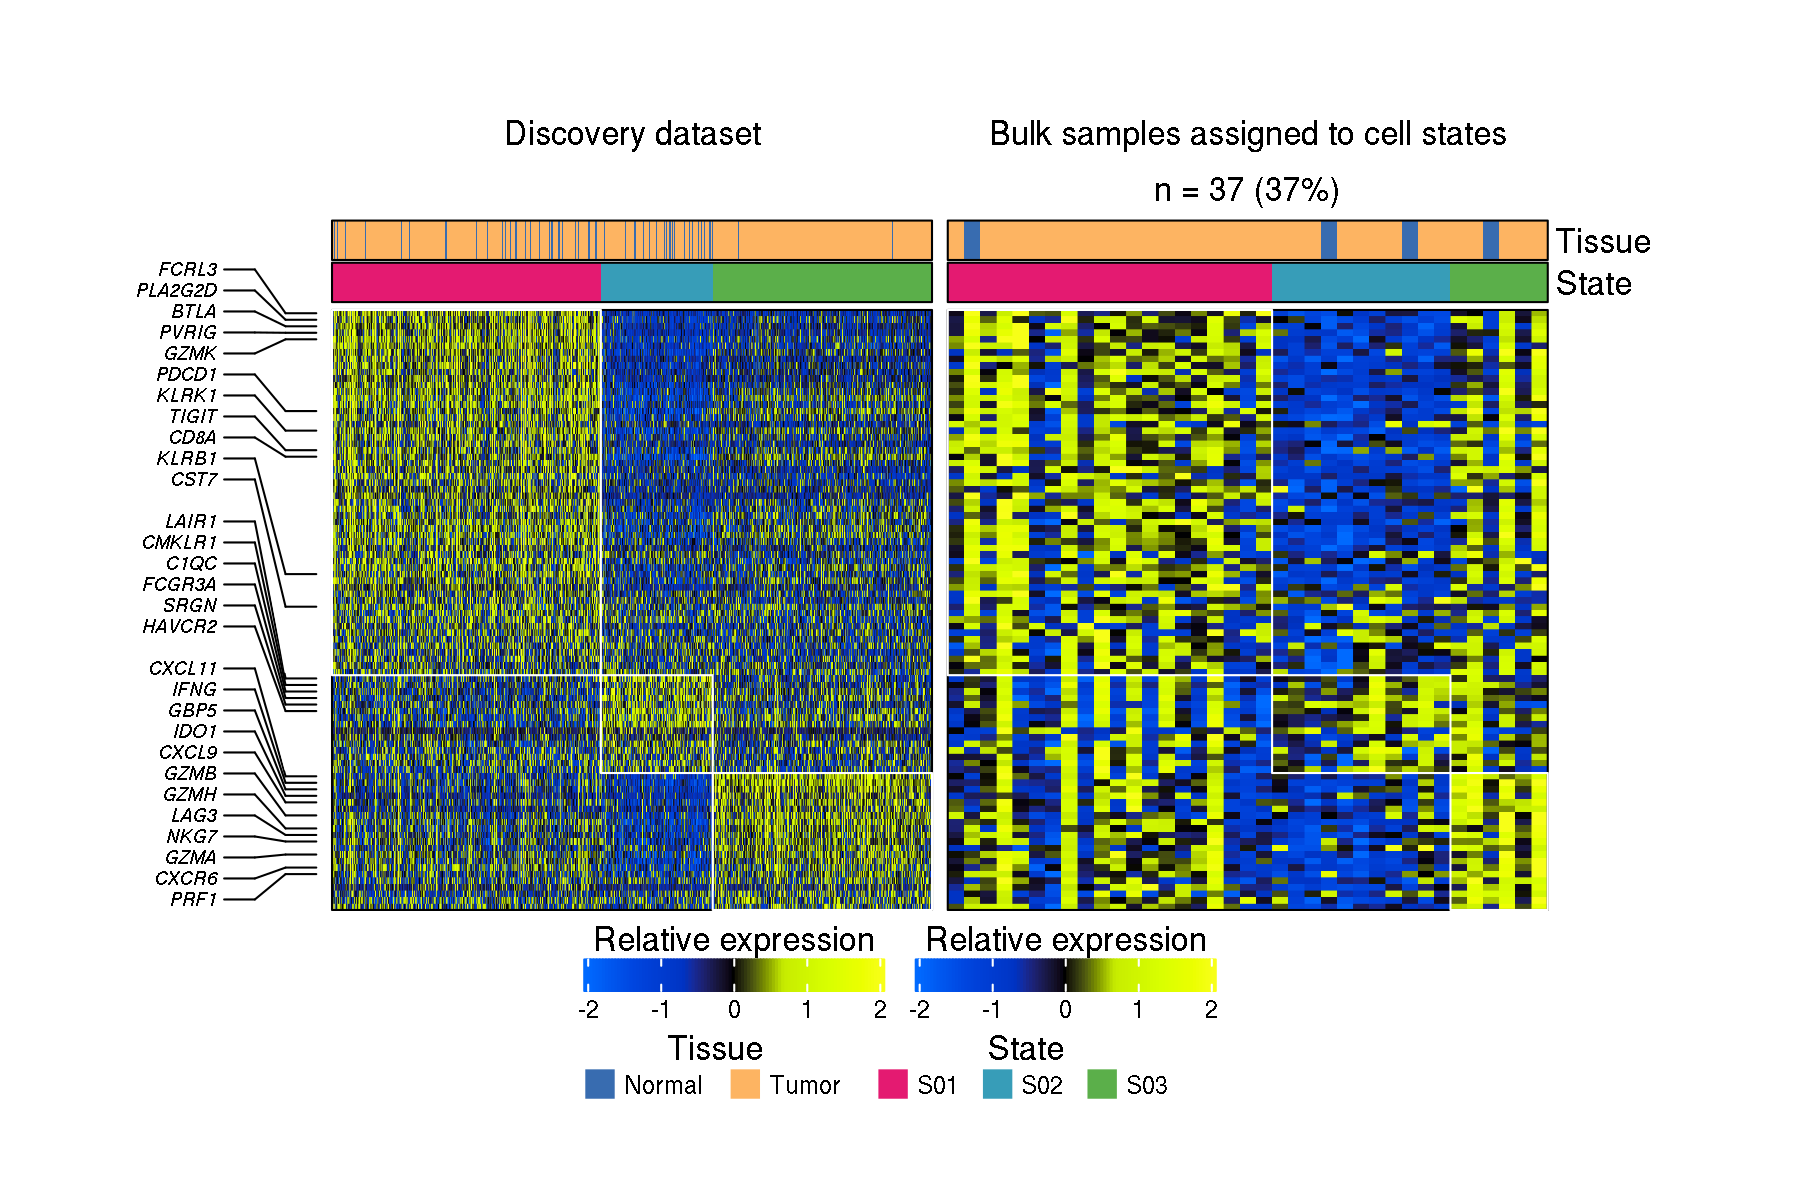 Discovery dataset
Bulk samples assigned to cell states
n = 37 (37%)
Tissue
State
FCRL3
PLA2G2D
BTLA
PVRIG
GZMK
PDCD1
KLRK1
TIGIT
CD8A
KLRB1
CST7
LAIR1
CMKLR1
C1QC
FCGR3A
SRGN
HAVCR2
CXCL11
IFNG
GBP5
IDO1
CXCL9
GZMB
GZMH
LAG3
NKG7
GZMA
CXCR6
PRF1
Relative expression
-2 -1 0 1 2
Relative expression
-2 -1 0 1 2
Tissue
Normal Tumor
State
S01 S02 S03